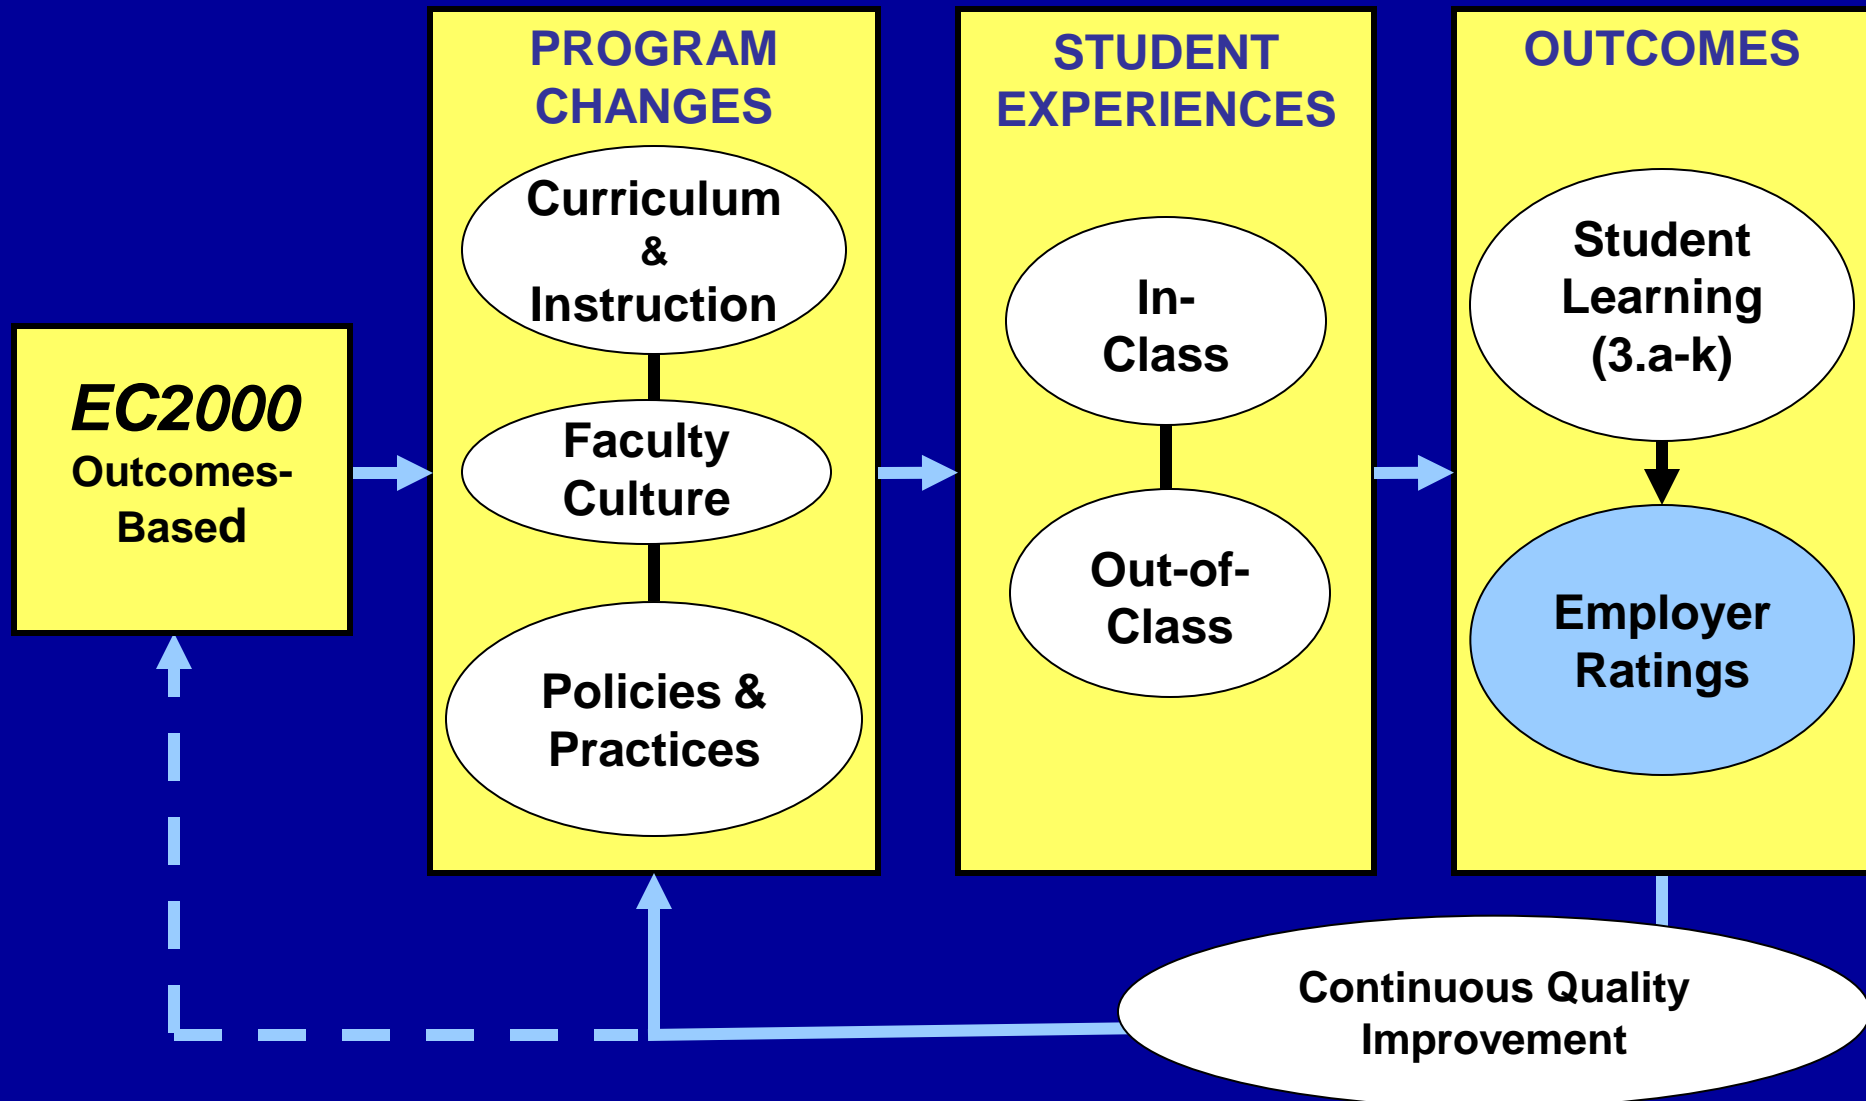 EC2000
Outcomes-
Based
PROGRAM
CHANGES
Curriculum
&
Instruction
Faculty
Culture
Policies &
Practices
STUDENT
EXPERIENCES
In-
Class
Out-of-
Class
OUTCOMES
Student
Learning
(3.a-k)
Employer
Ratings
Continuous Quality
Improvement